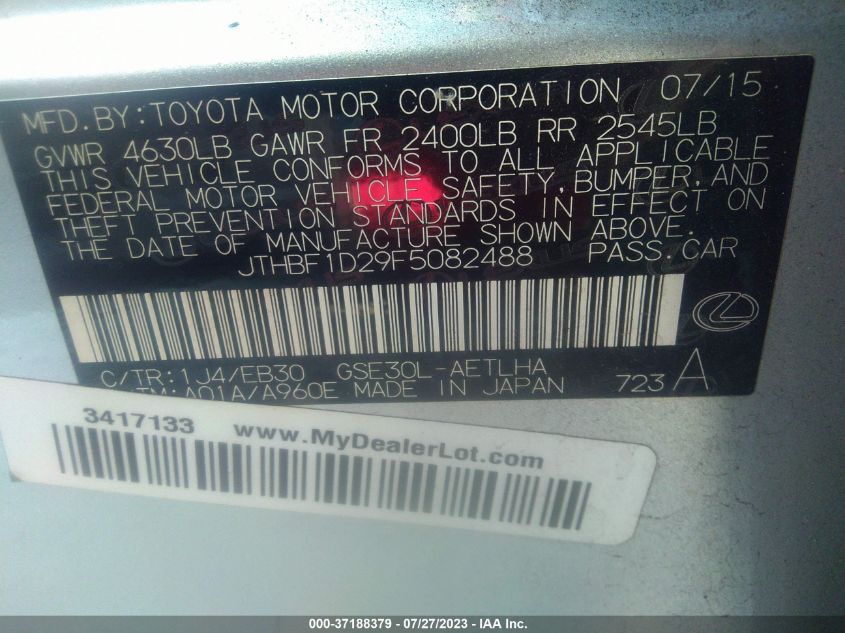 MFD.BY:TOYOTA MOTOR CORPORATION 07/15
GVWR 4630LB GAWR FR 2400LB RR 2545LB
THIS VEHICLE CONFORMS TO ALL APPLICABLE
FEDERAL MOTOR VEHICLE SAFETY, BUMPER, AND
THEFT PREVENTION STANDARDS IN EFFECT ON
THE DATE OF MANUFACTURE SHOWN ABOVE.
JTHBF1D29F5082488 PASS.CAR
C/TR:1J4/EB30 GSE30L-AETLHA
TM:A01A/A960E MADE IN JAPAN 723A
3417133 www.MyDealerLot.com
000-37188379 - 07/27/2023 - IAA Inc.